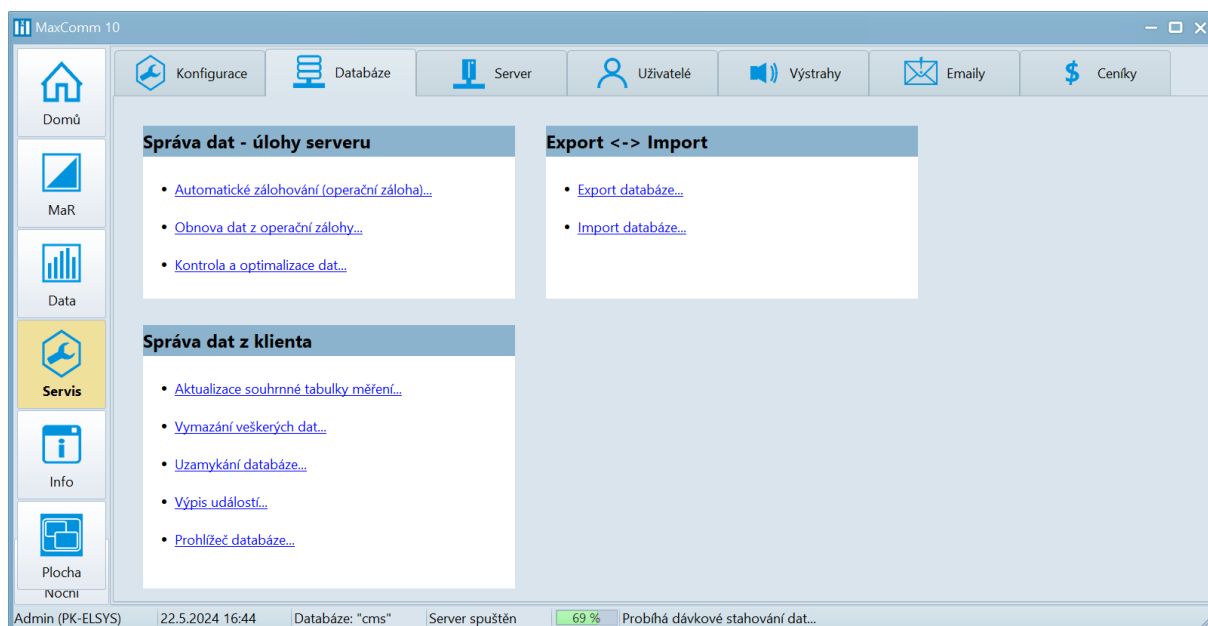 MaxComm 10
Konfigurace
Databáze
Server
Uživatelé
Výstrahy
Emaily
Ceníky
Domů
MaR
Data
Servis
Info
Plocha
Noční
Správa dat - úlohy serveru
Automatické zálohování (operační záloha)...
Obnova dat z operační zálohy...
Kontrola a optimalizace dat...
Export <-> Import
Export databáze...
Import databáze...
Správa dat z klienta
Aktualizace souhrnné tabulky měření...
Vymazání veškerých dat...
Uzamykání databáze...
Výpis událostí...
Prohlížeč databáze...
Admin (PK-ELSYS) 22.5.2024 16:44 Databáze: "cms" Server spuštěn 69 % Probíhá dávkové stahování dat...